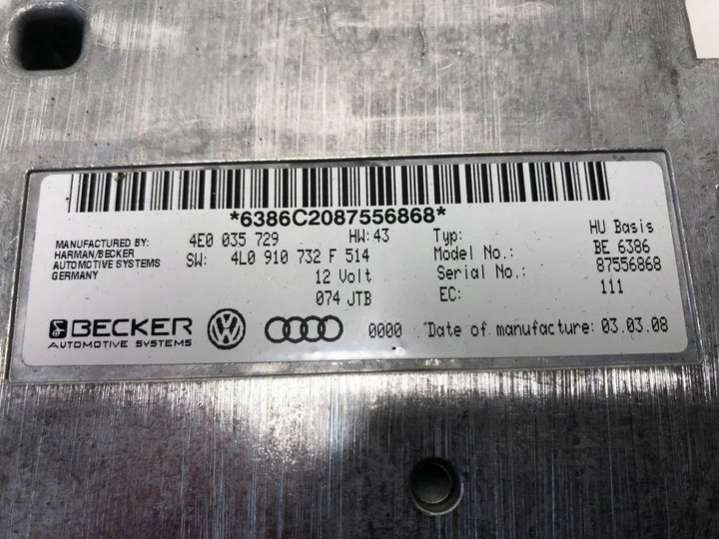 *6386C2087556868*
MANUFACTURED BY:
HARMAN/BECKER
AUTOMOTIVE SYSTEMS
GERMANY
4E0 035 729 HW: 43
SW: 4L0 910 732 F 514
12 Volt
074 JTB
Typ: HU Basis
Model No.: BE 6386
Serial No.: 87556868
EC: 111
BECKER
AUTOMOTIVE SYSTEMS
0000 Date of manufacture: 03.03.08